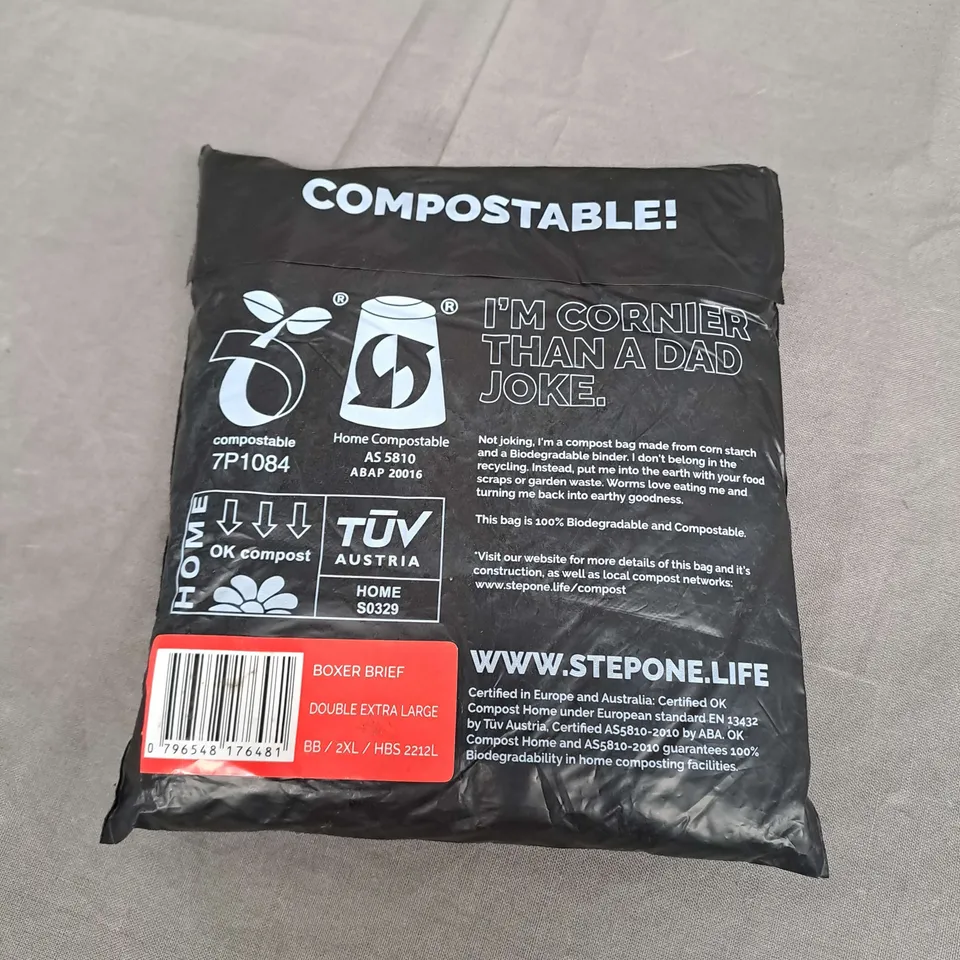 COMPOSTABLE!
®
®
compostable
7P1084
Home Compostable
AS 5810
ABAP 20016
I'M CORNIER
THAN A DAD
JOKE.
Not joking, I'm a compost bag made from corn starch
and a Biodegradable binder. I don't belong in the
recycling. Instead, put me into the earth with your food
scraps or garden waste. Worms love eating me and
turning me back into earthy goodness.
This bag is 100% Biodegradable and Compostable.
*Visit our website for more details of this bag and it's
construction, as well as local compost networks:
www.stepone.life/compost
HOME
OK compost
TÜV
AUSTRIA
HOME
S0329
BOXER BRIEF
DOUBLE EXTRA LARGE
BB / 2XL / HBS 2212L
0 796548 176481
WWW.STEPONE.LIFE
Certified in Europe and Australia: Certified OK
Compost Home under European standard EN 13432
by Tüv Austria. Certified AS5810-2010 by ABA. OK
Compost Home and AS5810-2010 guarantees 100%
Biodegradability in home composting facilities.